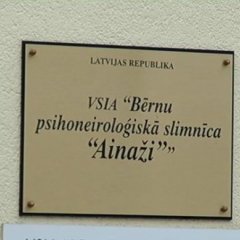 LATVIJAS REPUBLIKA
VSIA “Bērnu
psihoneiroloģiskā slimnīca
“Ainaži””